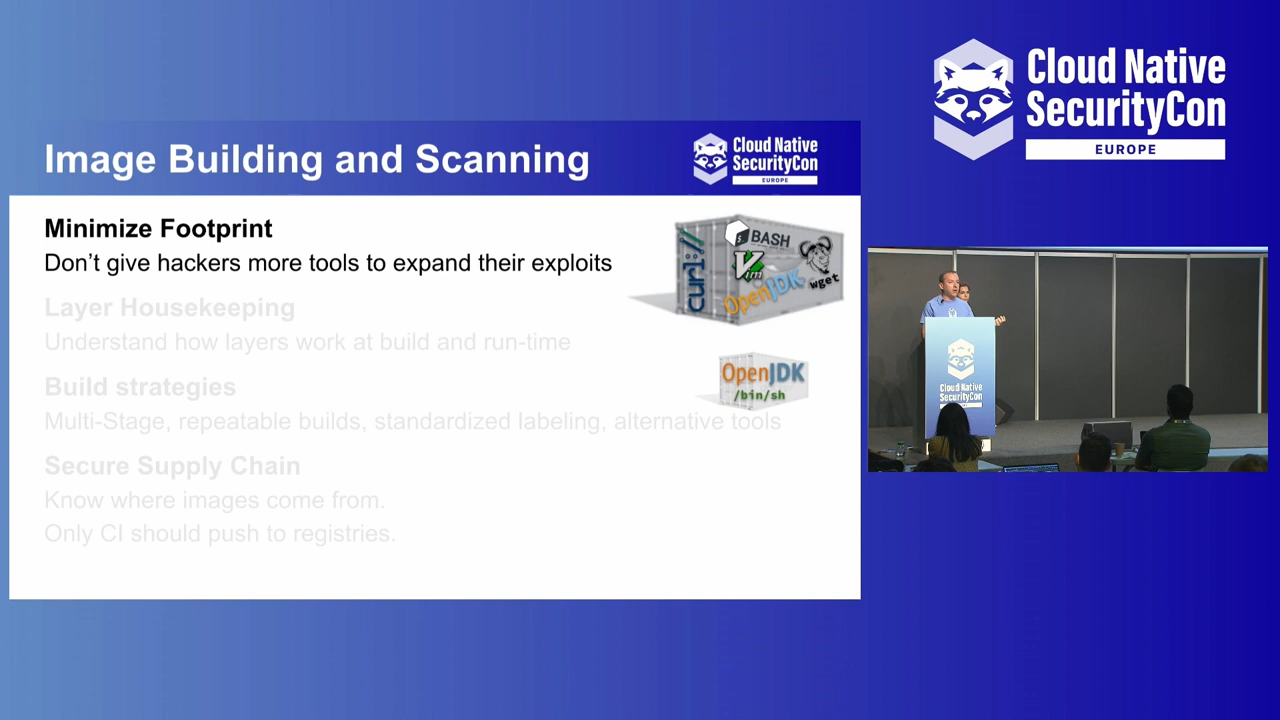 Cloud Native
SecurityCon
EUROPE
Image Building and Scanning
Cloud Native
SecurityCon
EUROPE
Minimize Footprint
Don’t give hackers more tools to expand their exploits
curl://
$_
BASH
Vim
OpenJDK
wget
Layer Housekeeping
Understand how layers work at build and run-time
OpenJDK
/bin/sh
Build strategies
Multi-Stage, repeatable builds, standardized labeling, alternative tools
Secure Supply Chain
Know where images come from.
Only CI should push to registries.
Cloud Native
SecurityCon